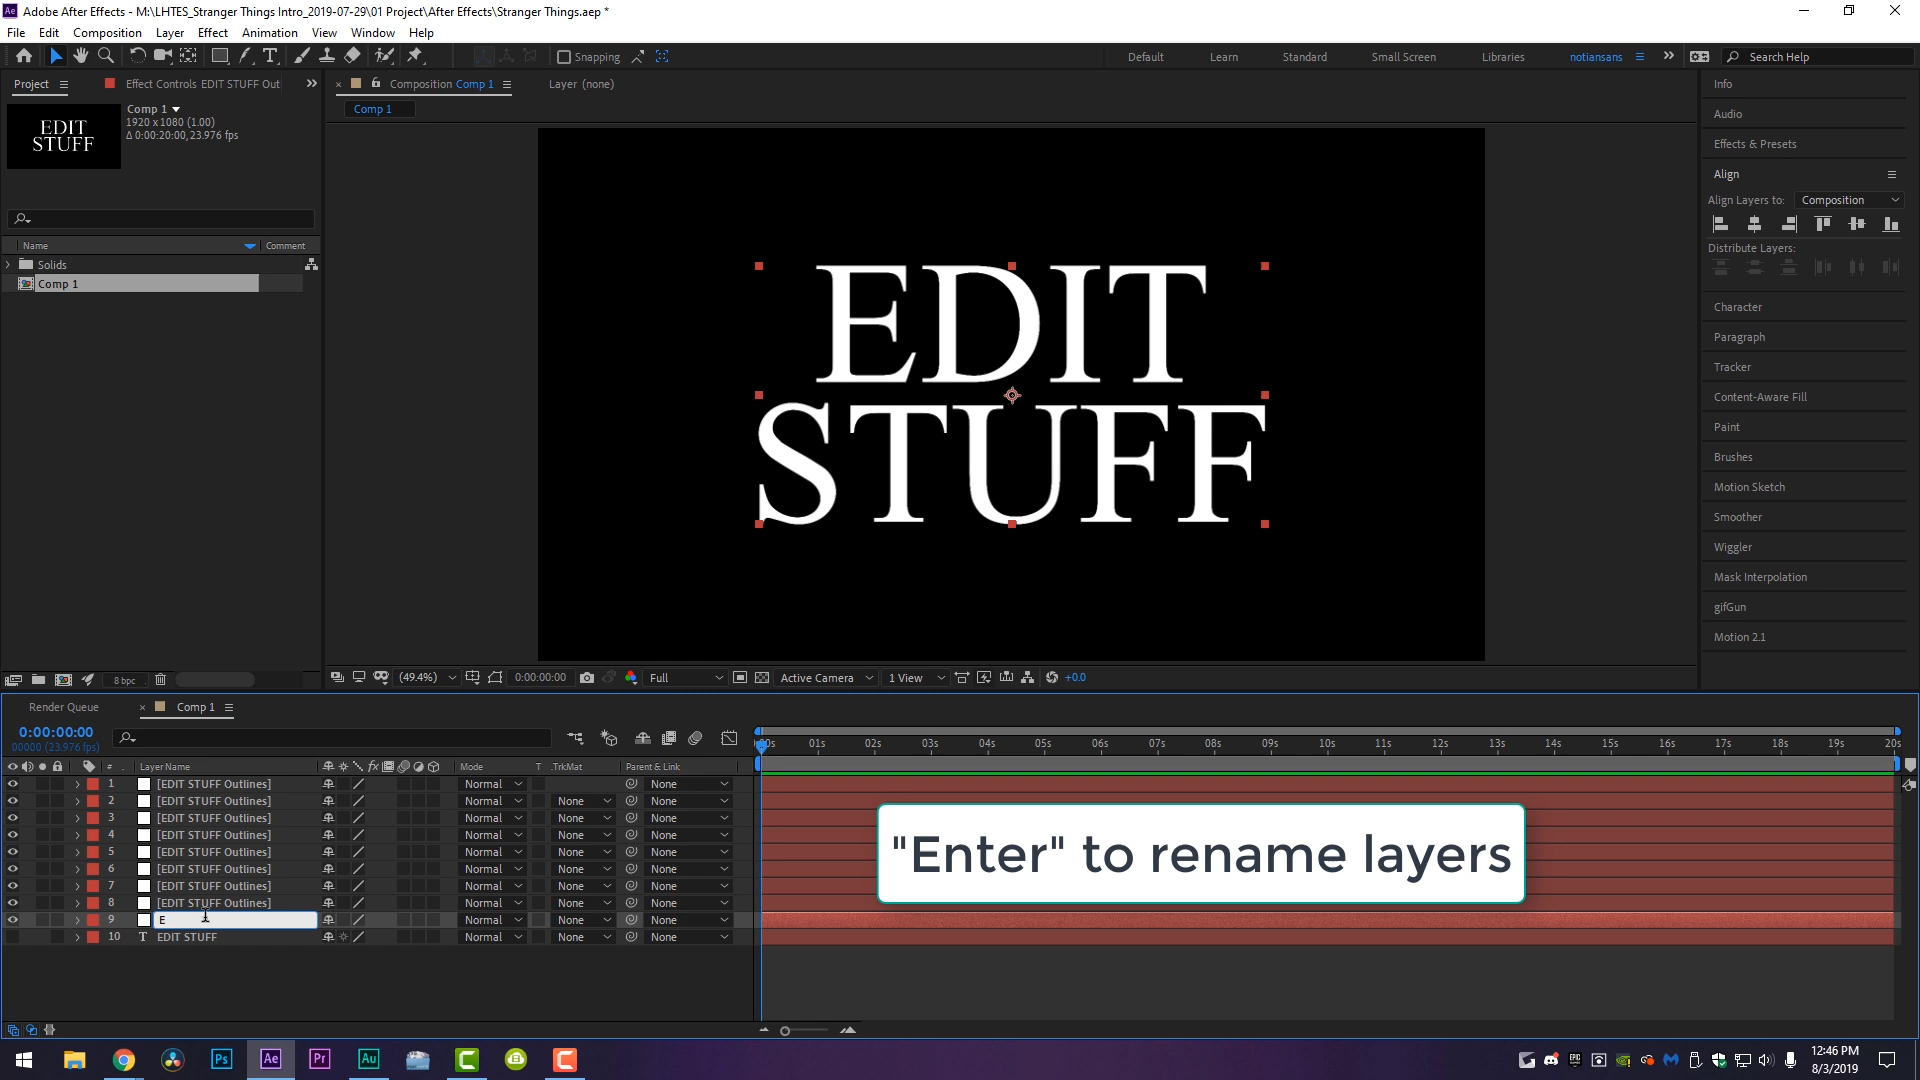 Ae Adobe After Effects - M:\LHTES_Stranger Things Intro_2019-07-29\01 Project\After Effects\Stranger Things.aep *
File Edit Composition Layer Effect Animation View Window Help
Snapping
Default Learn Standard Small Screen Libraries notiansans
Search Help
Project
Effect Controls EDIT STUFF Out
Composition Comp 1
Layer (none)
Comp 1
Comp 1
1920 x 1080 (1.00)
Δ 0:00:20:00, 23.976 fps
EDIT
STUFF
Name Comment
Solids
Comp 1
8 bpc
EDIT
STUFF
(49.4%) 0:00:00:00 Full Active Camera 1 View +0.0
Info
Audio
Effects & Presets
Align
Align Layers to: Composition
Distribute Layers:
Character
Paragraph
Tracker
Content-Aware Fill
Paint
Brushes
Motion Sketch
Smoother
Wiggler
Mask Interpolation
gifGun
Motion 2.1
Render Queue Comp 1
0:00:00:00
00000 (23.976 fps)
01s 02s 03s 04s 05s 06s 07s 08s 09s 10s 11s 12s 13s 14s 15s 16s 17s 18s 19s 20s
# Layer Name Mode T .TrkMat Parent & Link
1 [EDIT STUFF Outlines] Normal None
2 [EDIT STUFF Outlines] Normal None None
3 [EDIT STUFF Outlines] Normal None None
4 [EDIT STUFF Outlines] Normal None None
5 [EDIT STUFF Outlines] Normal None None
6 [EDIT STUFF Outlines] Normal None None
7 [EDIT STUFF Outlines] Normal None None
8 [EDIT STUFF Outlines] Normal None None
9 E Normal None None
10 T EDIT STUFF Normal None None
"Enter" to rename layers
Ps Ae Pr Au
12:46 PM
8/3/2019